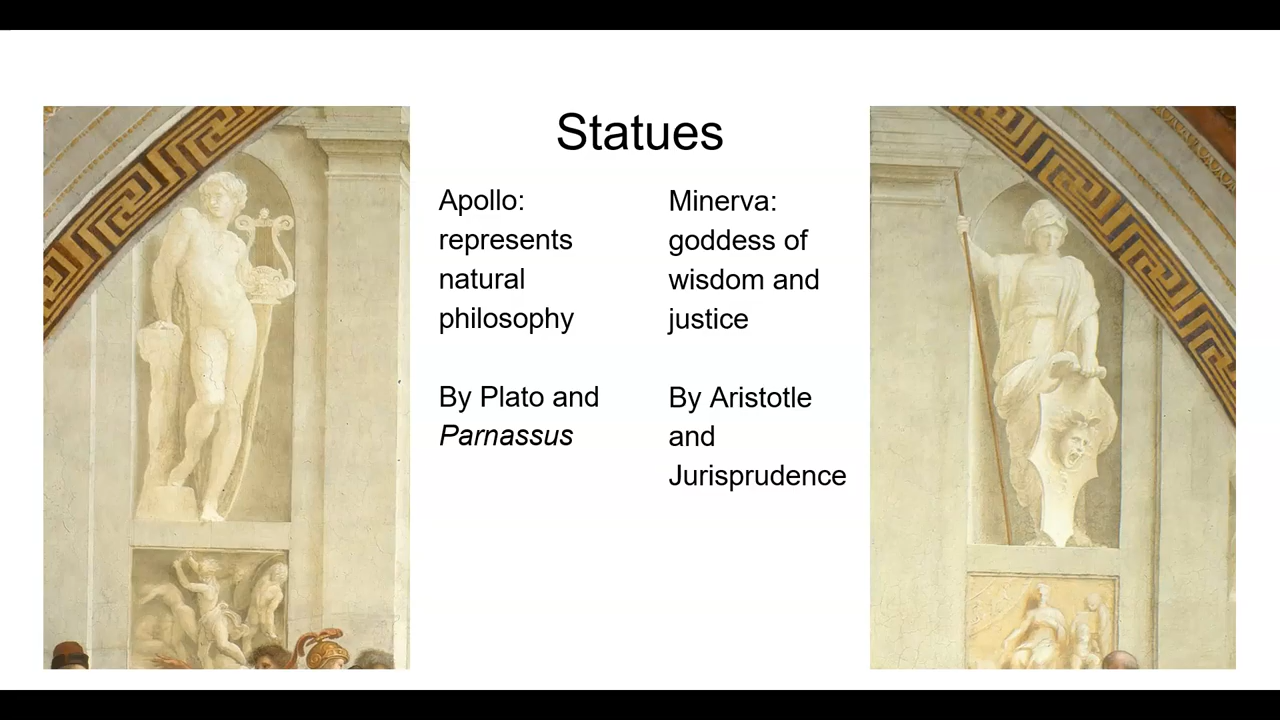 Statues
Apollo:
represents
natural
philosophy
By Plato and
Parnassus
Minerva:
goddess of
wisdom and
justice
By Aristotle
and
Jurisprudence